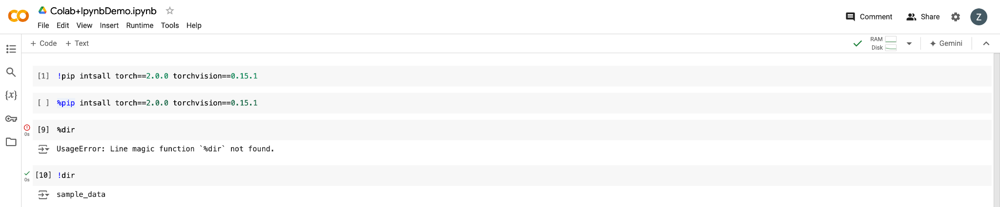 Colab+IpynbDemo.ipynb
File Edit View Insert Runtime Tools Help
Comment Share Z
+ Code + Text
RAM
Disk
Gemini
[1] !pip intsall torch==2.0.0 torchvision==0.15.1
{x}
[ ] %pip intsall torch==2.0.0 torchvision==0.15.1
0s
[9] %dir
UsageError: Line magic function `%dir` not found.
0s
[10] !dir
sample_data